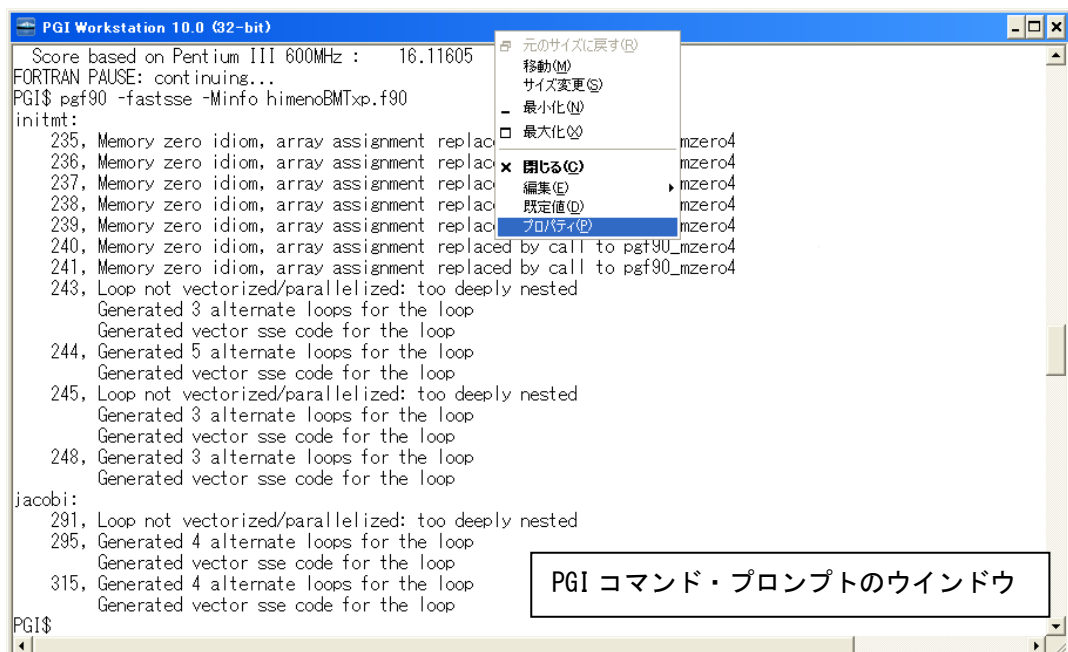 PGI Workstation 10.0 (32-bit)
Score based on Pentium III 600MHz :     16.11605
FORTRAN PAUSE: continuing...
PGI$ pgf90 -fastsse -Minfo himenoBMTxp.f90
initmt:
235, Memory zero idiom, array assignment replac mzero4
236, Memory zero idiom, array assignment replac mzero4
237, Memory zero idiom, array assignment replac mzero4
238, Memory zero idiom, array assignment replac mzero4
239, Memory zero idiom, array assignment replac mzero4
240, Memory zero idiom, array assignment replaced by call to pgf90_mzero4
241, Memory zero idiom, array assignment replaced by call to pgf90_mzero4
243, Loop not vectorized/parallelized: too deeply nested
Generated 3 alternate loops for the loop
Generated vector sse code for the loop
244, Generated 5 alternate loops for the loop
Generated vector sse code for the loop
245, Loop not vectorized/parallelized: too deeply nested
Generated 3 alternate loops for the loop
Generated vector sse code for the loop
248, Generated 3 alternate loops for the loop
Generated vector sse code for the loop
jacobi:
291, Loop not vectorized/parallelized: too deeply nested
295, Generated 4 alternate loops for the loop
Generated vector sse code for the loop
315, Generated 4 alternate loops for the loop
Generated vector sse code for the loop
PGI$
元のサイズに戻す(R)
移動(M)
サイズ変更(S)
最小化(N)
最大化(X)
閉じる(C)
編集(E)
既定値(D)
プロパティ(P)
PGI コマンド・プロンプトのウインドウ